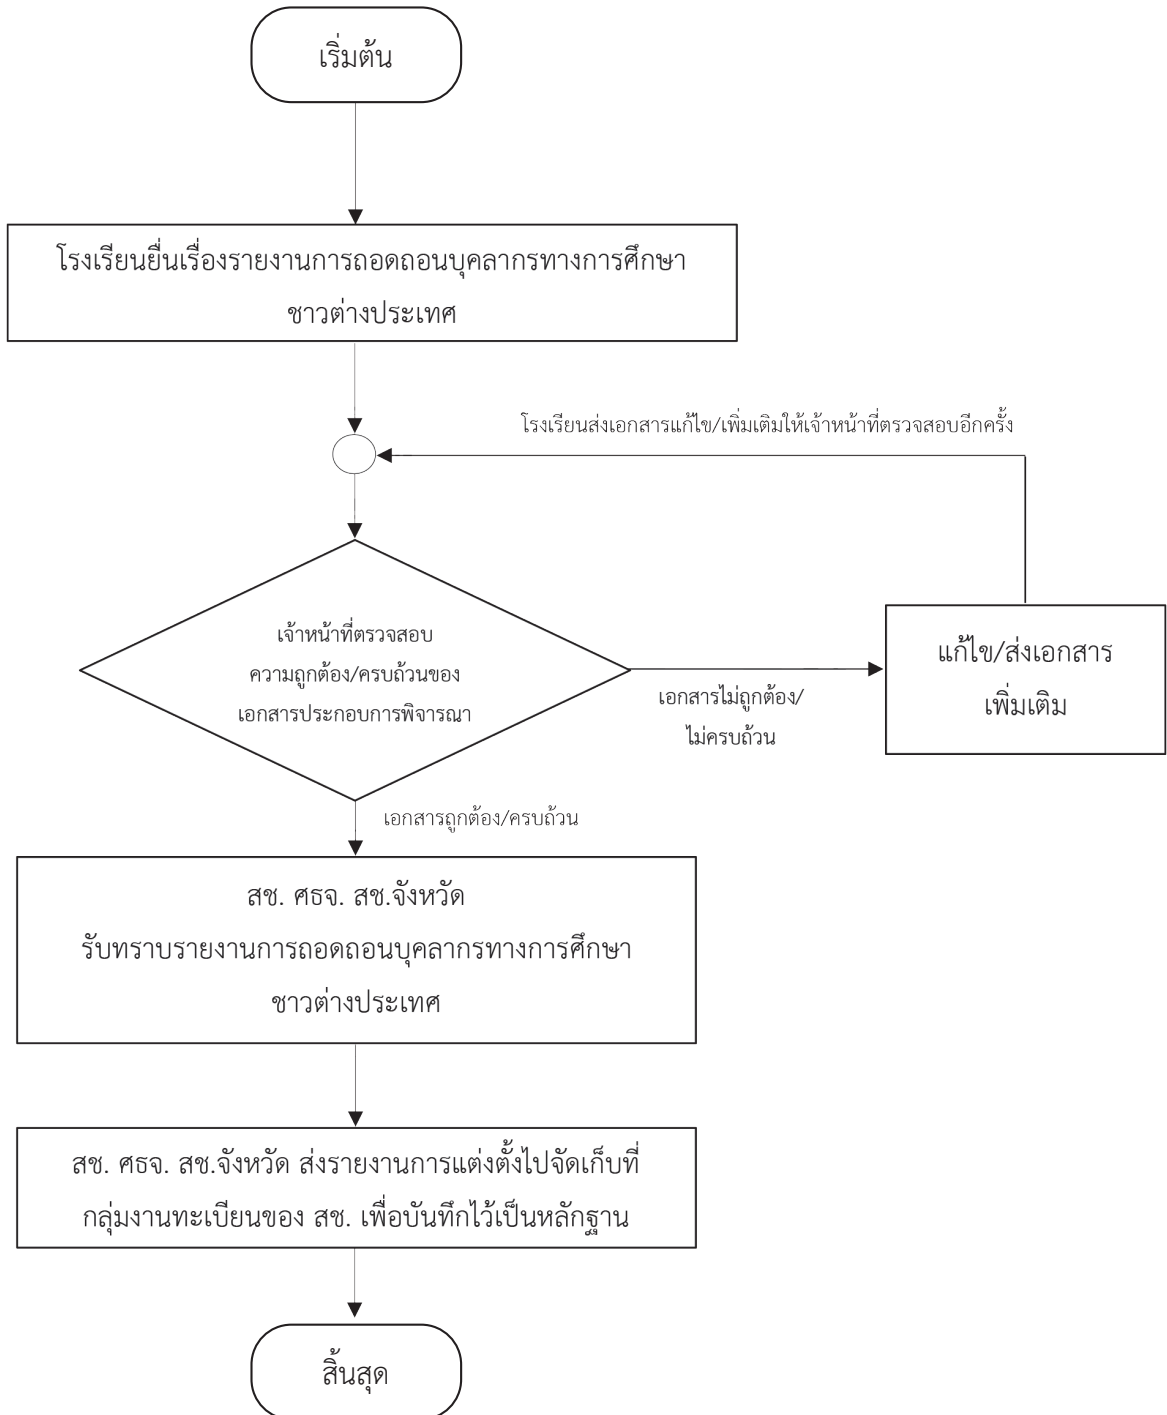 เริ่มต้น
โรงเรียนยื่นเรื่องรายงานการถอดถอนบุคลากรทางการศึกษา
ชาวต่างประเทศ
โรงเรียนส่งเอกสารแก้ไข/เพิ่มเติมให้เจ้าหน้าที่ตรวจสอบอีกครั้ง
เจ้าหน้าที่ตรวจสอบ
ความถูกต้อง/ครบถ้วนของ
เอกสารประกอบการพิจารณา
เอกสารไม่ถูกต้อง/
ไม่ครบถ้วน
แก้ไข/ส่งเอกสาร
เพิ่มเติม
เอกสารถูกต้อง/ครบถ้วน
สช. ศธจ. สช.จังหวัด
รับทราบรายงานการถอดถอนบุคลากรทางการศึกษา
ชาวต่างประเทศ
สช. ศธจ. สช.จังหวัด ส่งรายงานการแต่งตั้งไปจัดเก็บที่
กลุ่มงานทะเบียนของ สช. เพื่อบันทึกไว้เป็นหลักฐาน
สิ้นสุด